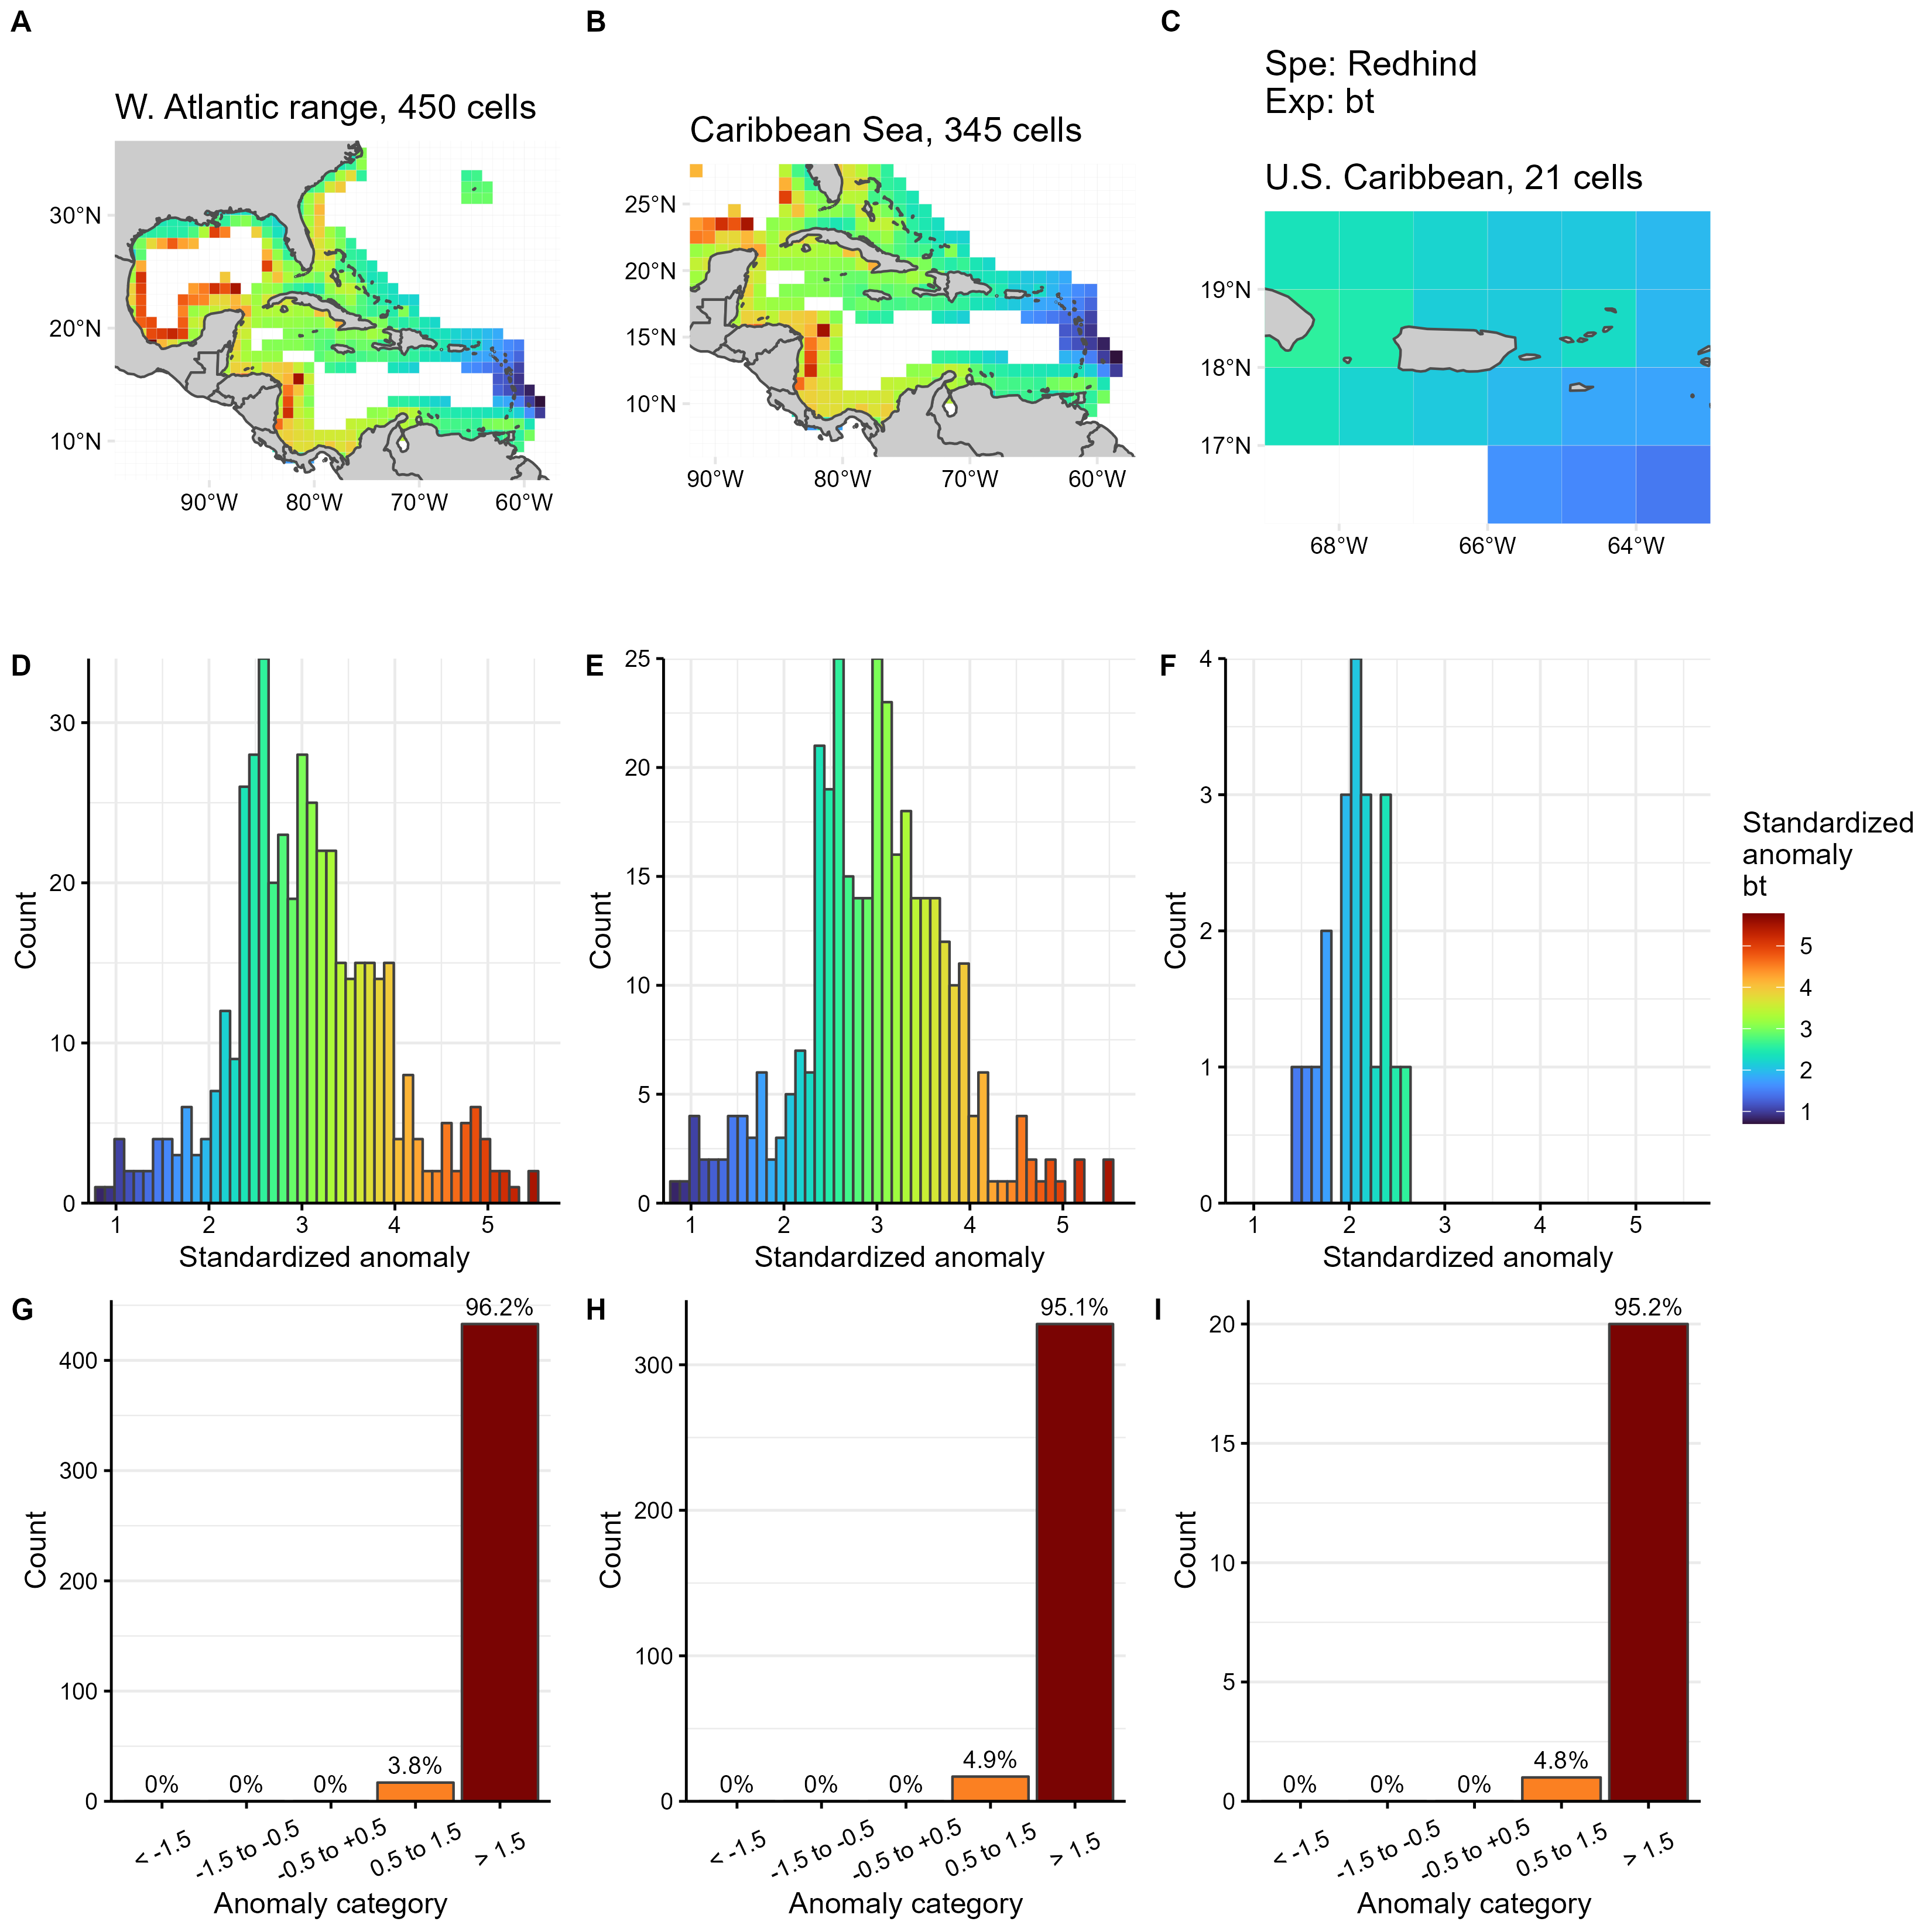 A
B
C
W. Atlantic range, 450 cells
Caribbean Sea, 345 cells
Spe: Redhind
Exp: bt
U.S. Caribbean, 21 cells
30°N
20°N
10°N
90°W 80°W 70°W 60°W
25°N
20°N
15°N
10°N
90°W 80°W 70°W 60°W
19°N
18°N
17°N
68°W 66°W 64°W
D
Count
30
20
10
0
1 2 3 4 5
Standardized anomaly
E
Count
25
20
15
10
5
0
1 2 3 4 5
Standardized anomaly
F
Count
4
3
2
1
0
1 2 3 4 5
Standardized anomaly
Standardized
anomaly
bt
5
4
3
2
1
G
Count
400
300
200
100
0
0% 0% 0% 3.8% 96.2%
< -1.5 -1.5 to -0.5 -0.5 to +0.5 0.5 to 1.5 > 1.5
Anomaly category
H
Count
300
200
100
0
0% 0% 0% 4.9% 95.1%
< -1.5 -1.5 to -0.5 -0.5 to +0.5 0.5 to 1.5 > 1.5
Anomaly category
I
Count
20
15
10
5
0
0% 0% 0% 4.8% 95.2%
< -1.5 -1.5 to -0.5 -0.5 to +0.5 0.5 to 1.5 > 1.5
Anomaly category